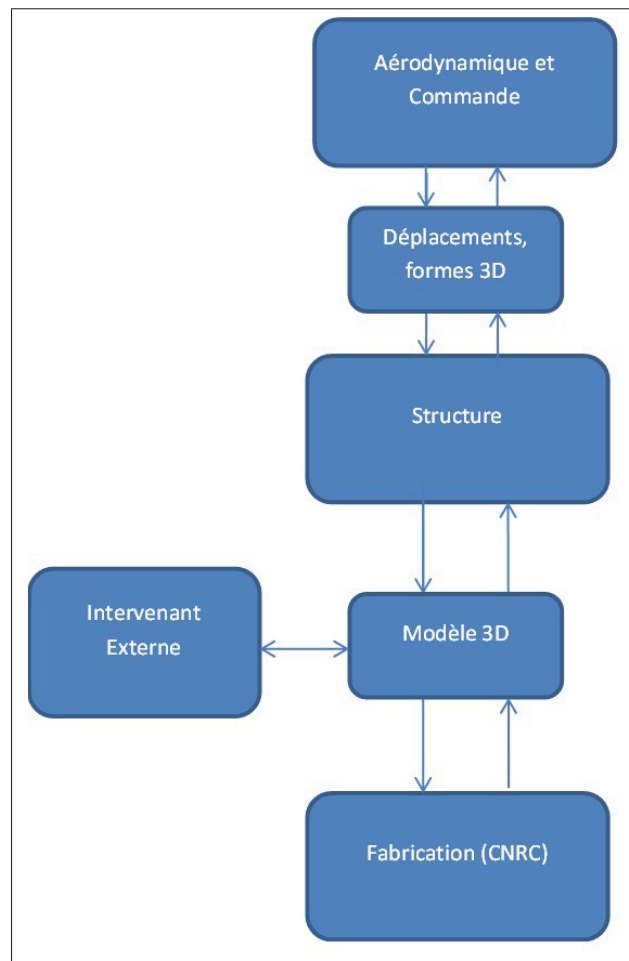 Aérodynamique et
Commande
Déplacements,
formes 3D
Structure
Intervenant
Externe
Modèle 3D
Fabrication (CNRC)